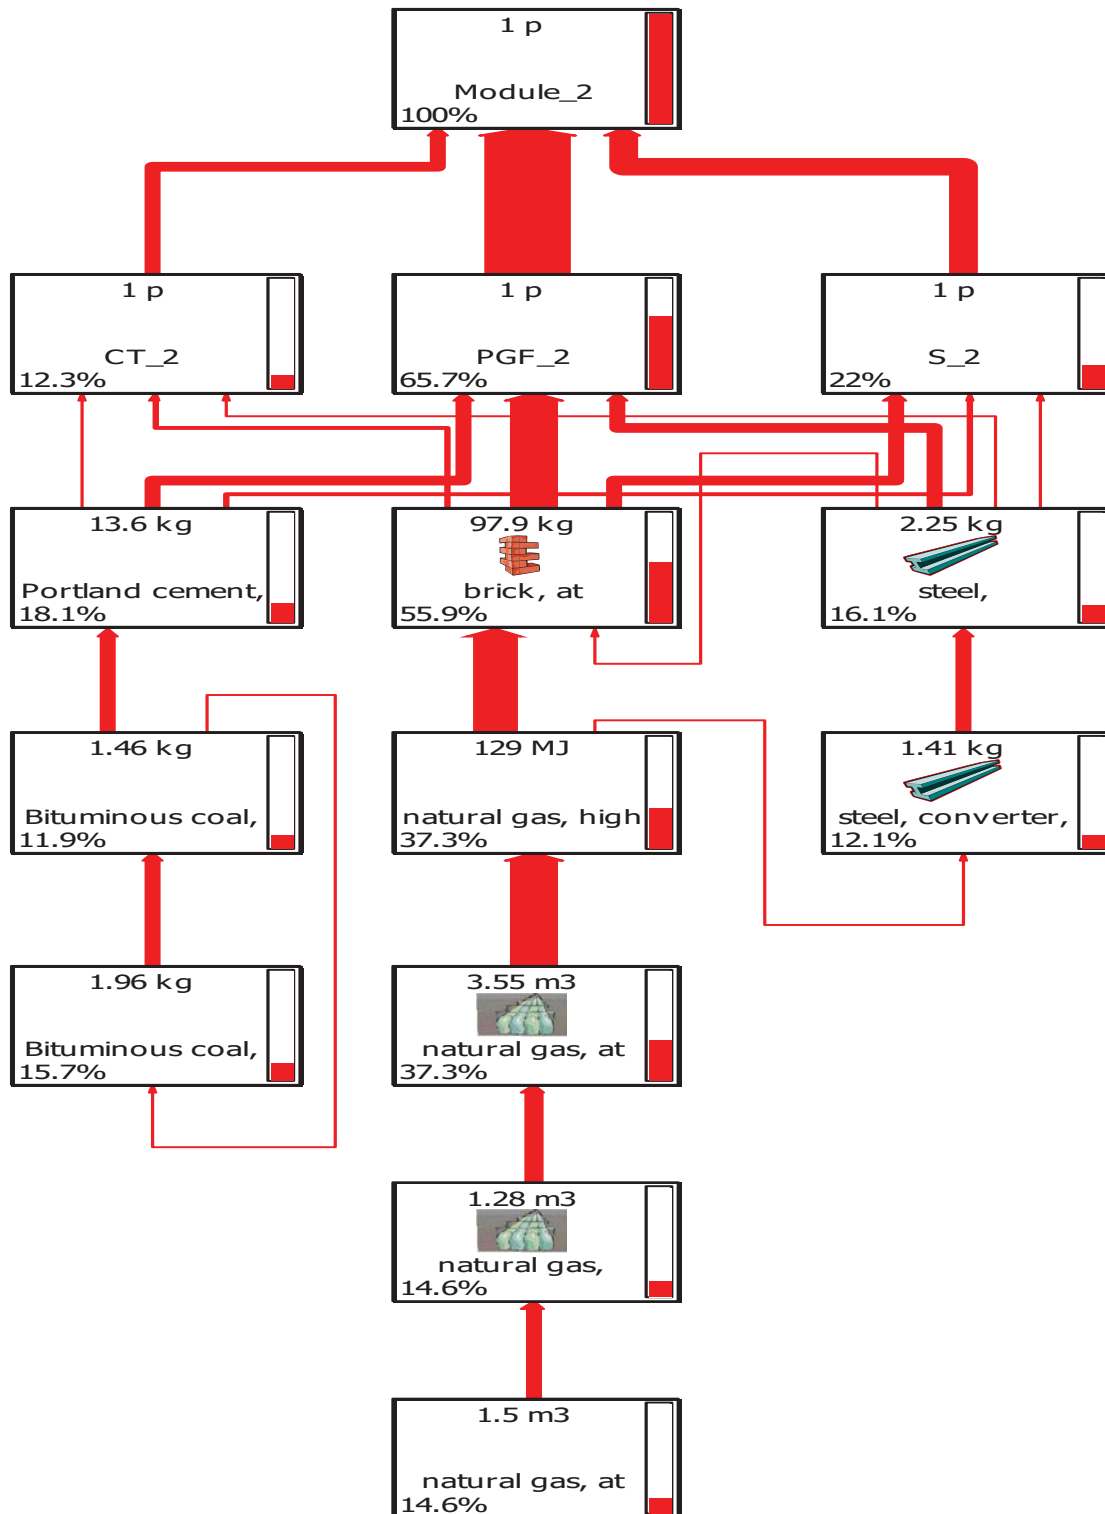 1 p
Module_2
100%
1 p
CT_2
12.3%
1 p
PGF_2
65.7%
1 p
S_2
22%
13.6 kg
Portland cement,
18.1%
97.9 kg
brick, at
55.9%
2.25 kg
steel,
16.1%
1.46 kg
Bituminous coal,
11.9%
129 MJ
natural gas, high
37.3%
1.41 kg
steel, converter,
12.1%
1.96 kg
Bituminous coal,
15.7%
3.55 m3
natural gas, at
37.3%
1.28 m3
natural gas,
14.6%
1.5 m3
natural gas, at
14.6%